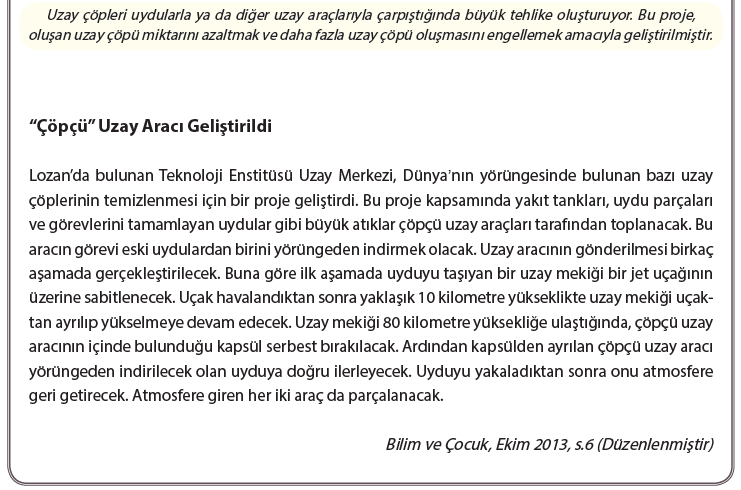 Uzay çöpleri uydularla ya da diğer uzay araçlarıyla çarpıştığında büyük tehlike oluşturuyor. Bu proje,
oluşan uzay çöpü miktarını azaltmak ve daha fazla uzay çöpü oluşmasını engellemek amacıyla geliştirilmiştir.
“Çöpçü” Uzay Aracı Geliştirildi
Lozan’da bulunan Teknoloji Enstitüsü Uzay Merkezi, Dünya’nın yörüngesinde bulunan bazı uzay
çöplerinin temizlenmesi için bir proje geliştirdi. Bu proje kapsamında yakıt tankları, uydu parçaları
ve görevlerini tamamlayan uydular gibi büyük atıklar çöpçü uzay araçları tarafından toplanacak. Bu
aracın görevi eski uydulardan birini yörüngeden indirmek olacak. Uzay aracının gönderilmesi birkaç
aşamada gerçekleştirilecek. Buna göre ilk aşamada uyduyu taşıyan bir uzay mekiği bir jet uçağının
üzerine sabitlenecek. Uçak havalandıktan sonra yaklaşık 10 kilometre yükseklikte uzay mekiği uçak-
tan ayrılıp yükselmeye devam edecek. Uzay mekiği 80 kilometre yüksekliğe ulaştığında, çöpçü uzay
aracının içinde bulunduğu kapsül serbest bırakılacak. Ardından kapsülden ayrılan çöpçü uzay aracı
yörüngeden indirilecek olan uyduya doğru ilerleyecek. Uyduyu yakaladıktan sonra onu atmosfere
geri getirecek. Atmosfere giren her iki araç da parçalanacak.
Bilim ve Çocuk, Ekim 2013, s.6 (Düzenlenmiştir)